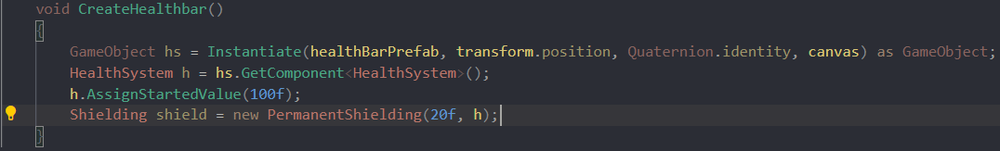 void CreateHealthbar()
{
GameObject hs = Instantiate(healthBarPrefab, transform.position, Quaternion.identity, canvas) as GameObject;
HealthSystem h = hs.GetComponent<HealthSystem>();
h.AssignStartedValue(100f);
Shielding shield = new PermanentShielding(20f, h);
}